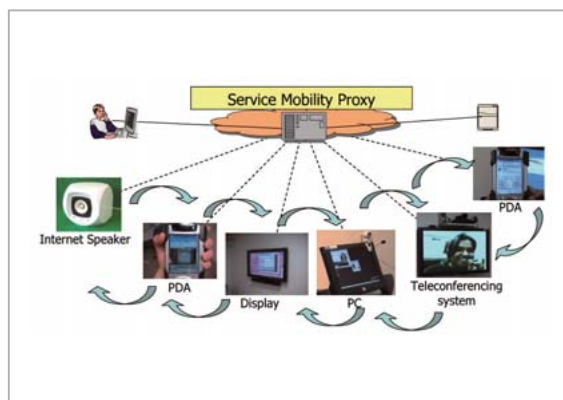 Service Mobility Proxy
PDA
Internet Speaker
PDA
Display
PC
Teleconferencing
system